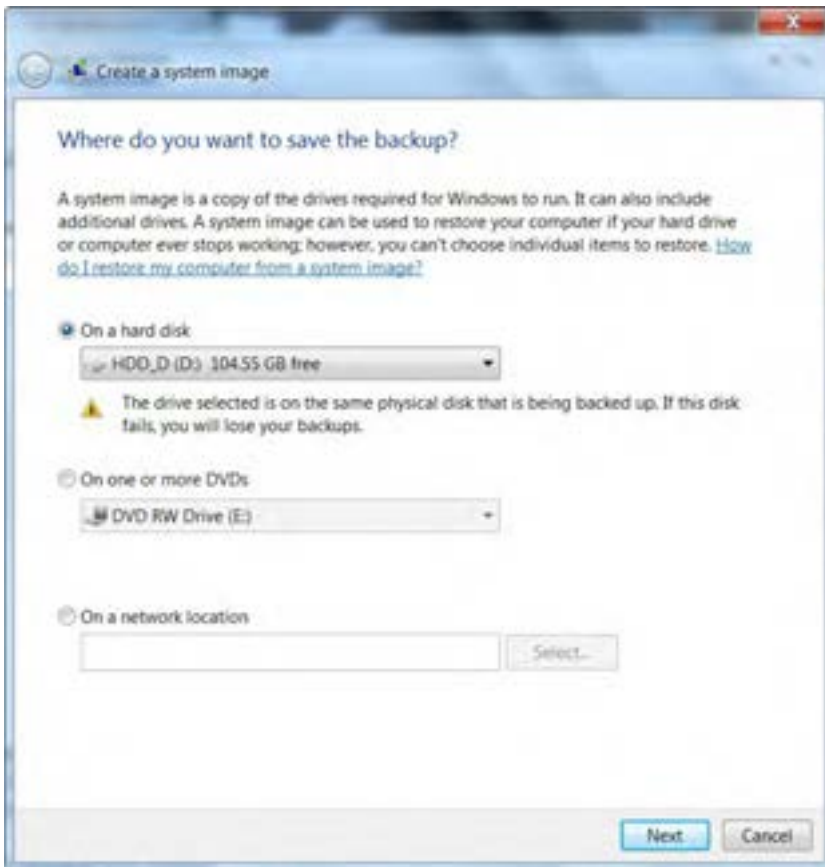 Create a system image
Where do you want to save the backup?
A system image is a copy of the drives required for Windows to run. It can also include
additional drives. A system image can be used to restore your computer if your hard drive
or computer ever stops working; however, you can't choose individual items to restore. How
do I restore my computer from a system image?
On a hard disk
HDD_D (D:) 104.55 GB free
The drive selected is on the same physical disk that is being backed up. If this disk
fails, you will lose your backups.
On one or more DVDs
DVD RW Drive (E:)
On a network location
Select...
Next Cancel